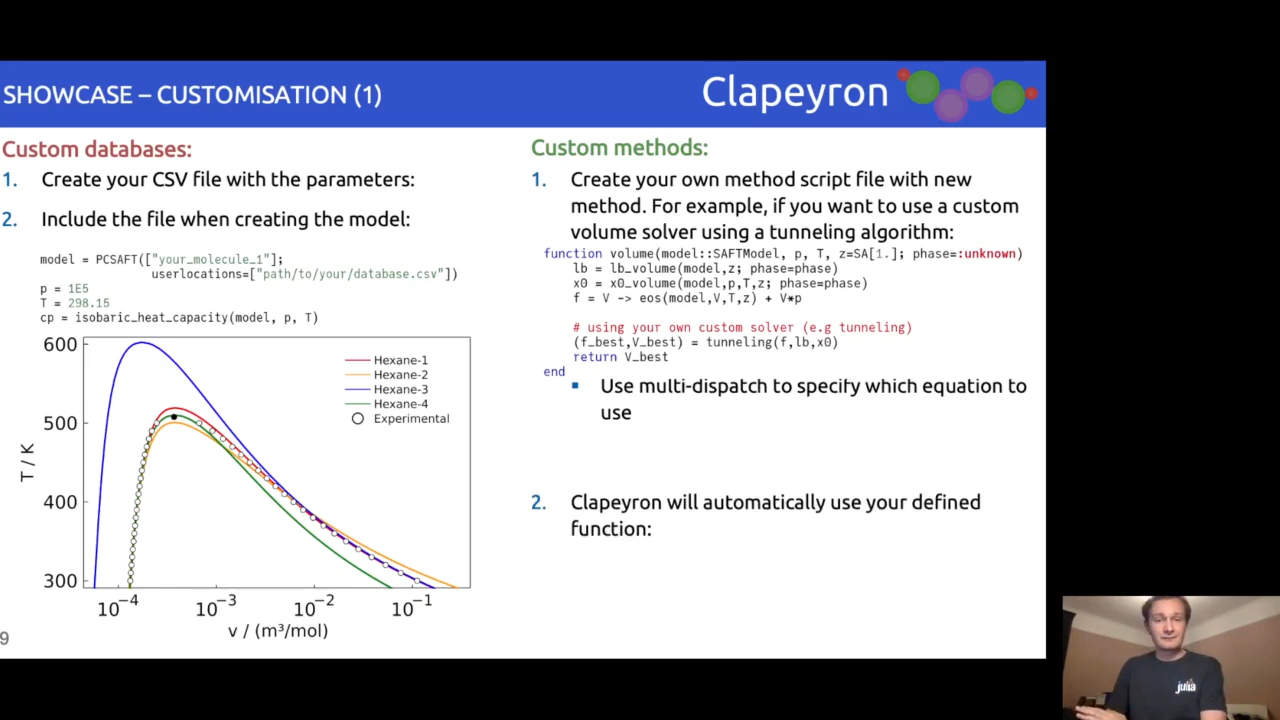 SHOWCASE – CUSTOMISATION (1)
Clapeyron
Custom databases:
1. Create your CSV file with the parameters:
2. Include the file when creating the model:
model = PCSAFT(["your_molecule_1"];
userlocations=["path/to/your/database.csv"])
p = 1E5
T = 298.15
cp = isobaric_heat_capacity(model, p, T)
600
500
400
300
T / K
Hexane-1
Hexane-2
Hexane-3
Hexane-4
Experimental
10⁻⁴ 10⁻³ 10⁻² 10⁻¹
v / (m³/mol)
9
Custom methods:
1. Create your own method script file with new
method. For example, if you want to use a custom
volume solver using a tunneling algorithm:
function volume(model::SAFTModel, p, T, z=SA[1.]; phase=:unknown)
lb = lb_volume(model,z; phase=phase)
x0 = x0_volume(model,p,T,z; phase=phase)
f = V -> eos(model,V,T,z) + V*p
# using your own custom solver (e.g tunneling)
(f_best,V_best) = tunneling(f,lb,x0)
return V_best
end
▪ Use multi-dispatch to specify which equation to
use
2. Clapeyron will automatically use your defined
function:
julia